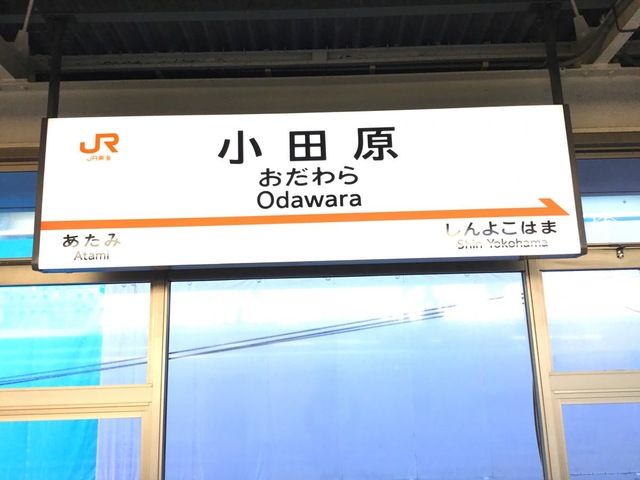 JR
JR東海
小田原
おだわら
Odawara
あたみ
Atami
しんよこはま
Shin Yokohama